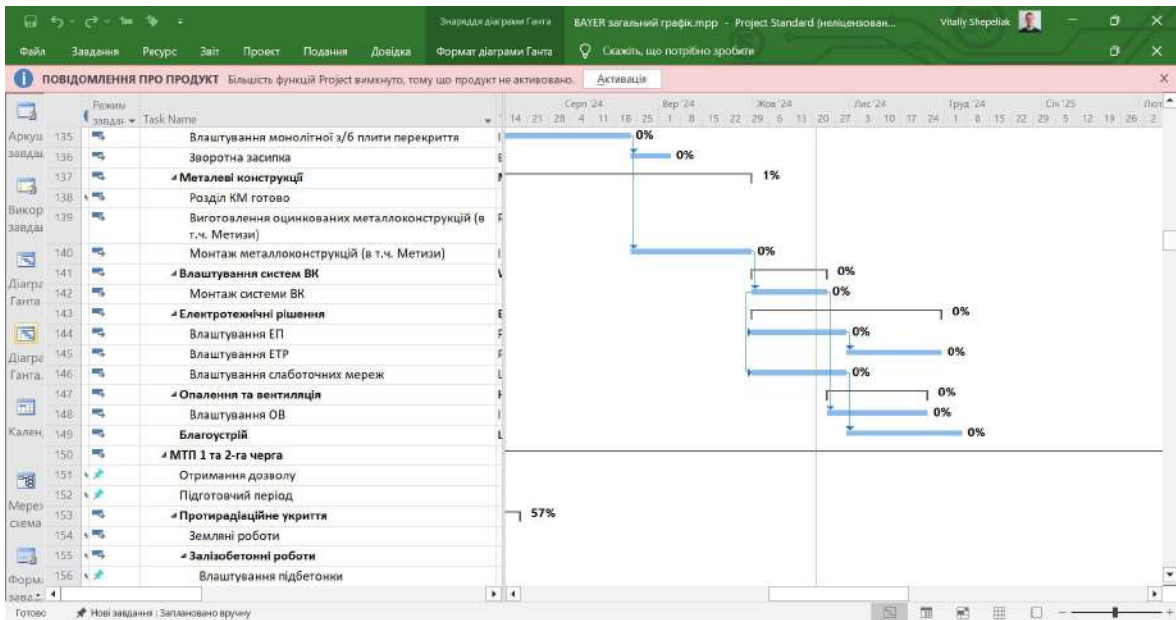 Знаряддя діаграми Ганта
BAYER загальний графік.mpp - Project Standard (неліцензован...
Vitaliy Shepeliak
Файл Завдання Ресурс Звіт Проект Подання Довідка Формат діаграми Ганта Скажіть, що потрібно зробити
ПОВІДОМЛЕННЯ ПРО ПРОДУКТ Більшість функцій Project вимкнуто, тому що продукт не активовано. Активація
Режим
завдан Task Name
Серп '24 Вер '24 Жов '24 Лис '24 Груд '24 Січ '25 Лют
14 21 28 4 11 18 25 1 8 15 22 29 6 13 20 27 3 10 17 24 1 8 15 22 29 5 12 19 26 2
Аркуш
завдан
Викор
завдан
Діагра
Ганта
Діагра
Ганта.
Кален
Мереж
схема
Форм
135 Влаштування монолітної з/б плити перекриття 0%
136 Зворотна засипка 0%
137 Металеві конструкції 1%
138 Розділ КМ готово
139 Виготовлення оцинкованих металлоконструкцій (в
т.ч. Метизи)
140 Монтаж металлоконструкцій (в т.ч. Метизи) 0%
141 Влаштування систем ВК 0%
142 Монтаж системи ВК 0%
143 Електротехнічні рішення 0%
144 Влаштування ЕП 0%
145 Влаштування ЕТР 0%
146 Влаштування слаботочних мереж 0%
147 Опалення та вентиляція 0%
148 Влаштування ОВ 0%
149 Благоустрій 0%
150 МТП 1 та 2-га черга
151 Отримання дозволу
152 Підготовчий період
153 Протирадіаційне укриття 57%
154 Земляні роботи
155 Залізобетонні роботи
156 Влаштування підбетонки
Готово Нові завдання : Заплановано вручну